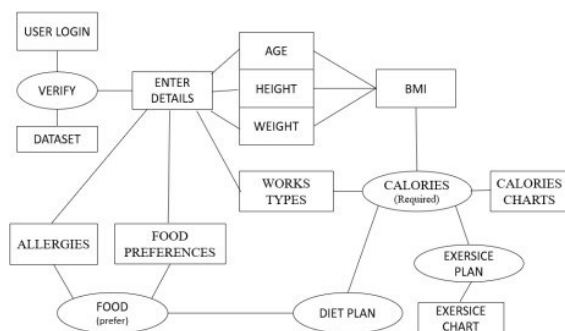 USER LOGIN
VERIFY
DATASET
ENTER
DETAILS
AGE
HEIGHT
WEIGHT
BMI
WORKS
TYPES
CALORIES
(Required)
CALORIES
CHARTS
ALLERGIES
FOOD
PREFERENCES
EXERSICE
PLAN
FOOD
(prefer)
DIET PLAN
EXERSICE
CHART